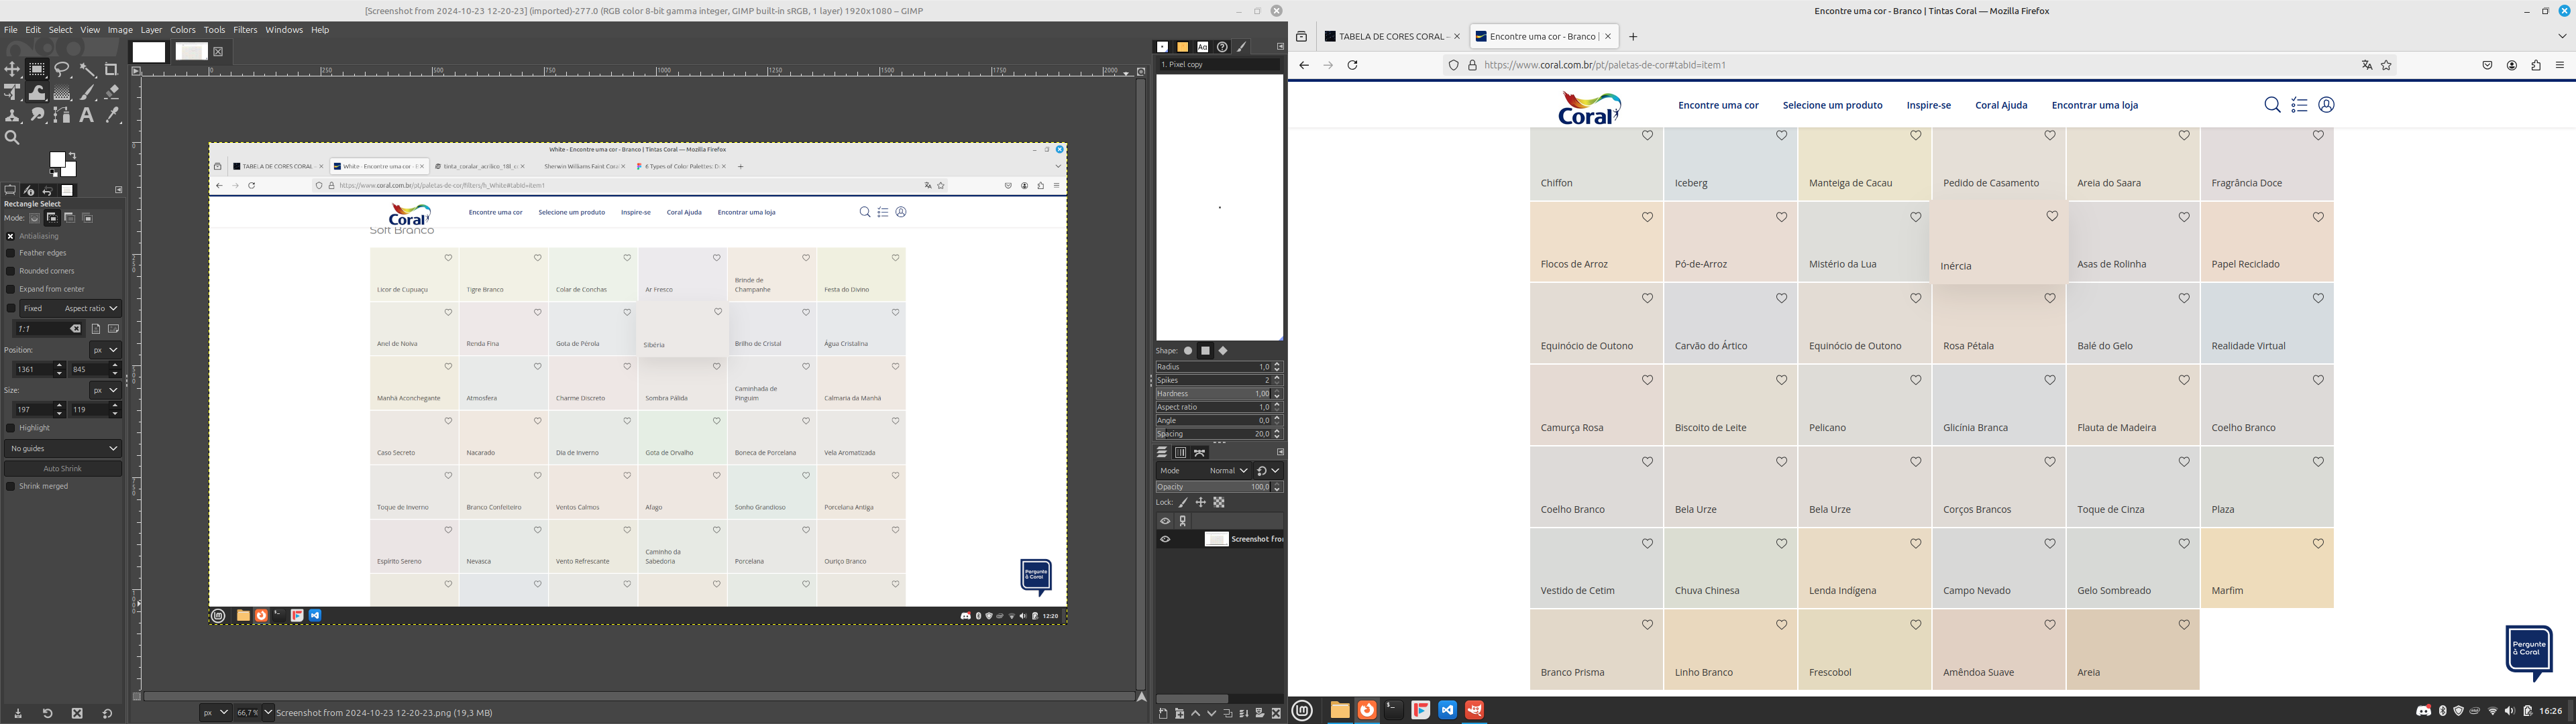 [Screenshot from 2024-10-23 12-20-23] (imported)-277.0 (RGB color 8-bit gamma integer, GIMP built-in sRGB, 1 layer) 1920x1080 – GIMP
File Edit Select View Image Layer Colors Tools Filters Windows Help
Rectangle Select
Mode:
Antialiasing
Feather edges
Rounded corners
Expand from center
Fixed Aspect ratio
1:1
Position: px
1361 845
Size: px
197 119
Highlight
No guides
Auto Shrink
Shrink merged
0 250 500 750 1000 1250 1500 1750 2000
White - Encontre uma cor - Branco | Tintas Coral — Mozilla Firefox
TABELA DE CORES CORAL –
White - Encontre uma cor - B
tinta_coralar_acrilico_18l_c
Sherwin Williams Faint Cora
6 Types of Color Palettes: D
https://www.coral.com.br/pt/paletas-de-cor/filters/h_White#tabId=item1
Coral
Encontre uma cor Selecione um produto Inspire-se Coral Ajuda Encontrar uma loja
Soft Branco
Licor de Cupuaçu Tigre Branco Colar de Conchas Ar Fresco Brinde de Champanhe Festa do Divino
Anel de Noiva Renda Fina Gota de Pérola Sibéria Brilho de Cristal Água Cristalina
Manhã Aconchegante Atmosfera Charme Discreto Sombra Pálida Caminhada de Pinguim Calmaria da Manhã
Caso Secreto Nacarado Dia de Inverno Gota de Orvalho Boneca de Porcelana Vela Aromatizada
Toque de Inverno Branco Confeiteiro Ventos Calmos Afago Sonho Grandioso Porcelana Antiga
Espírito Sereno Nevasca Vento Refrescante Caminho da Sabedoria Porcelana Ouriço Branco
Pergunte à Coral
12:20
px 66,7 % Screenshot from 2024-10-23 12-20-23.png (19,3 MB)
Aa
1. Pixel copy
Shape:
Radius 1,0
Spikes 2
Hardness 1,00
Aspect ratio 1,0
Angle 0,0
Spacing 20,0
Mode Normal
Opacity 100,0
Lock:
Screenshot fro
Encontre uma cor - Branco | Tintas Coral — Mozilla Firefox
TABELA DE CORES CORAL –
Encontre uma cor - Branco |
https://www.coral.com.br/pt/paletas-de-cor#tabId=item1
Coral
Encontre uma cor Selecione um produto Inspire-se Coral Ajuda Encontrar uma loja
Chiffon Iceberg Manteiga de Cacau Pedido de Casamento Areia do Saara Fragrância Doce
Flocos de Arroz Pó-de-Arroz Mistério da Lua Inércia Asas de Rolinha Papel Reciclado
Equinócio de Outono Carvão do Ártico Equinócio de Outono Rosa Pétala Balé do Gelo Realidade Virtual
Camurça Rosa Biscoito de Leite Pelicano Glicínia Branca Flauta de Madeira Coelho Branco
Coelho Branco Bela Urze Bela Urze Corços Brancos Toque de Cinza Plaza
Vestido de Cetim Chuva Chinesa Lenda Indígena Campo Nevado Gelo Sombreado Marfim
Branco Prisma Linho Branco Frescobol Amêndoa Suave Areia
Pergunte à Coral
16:26